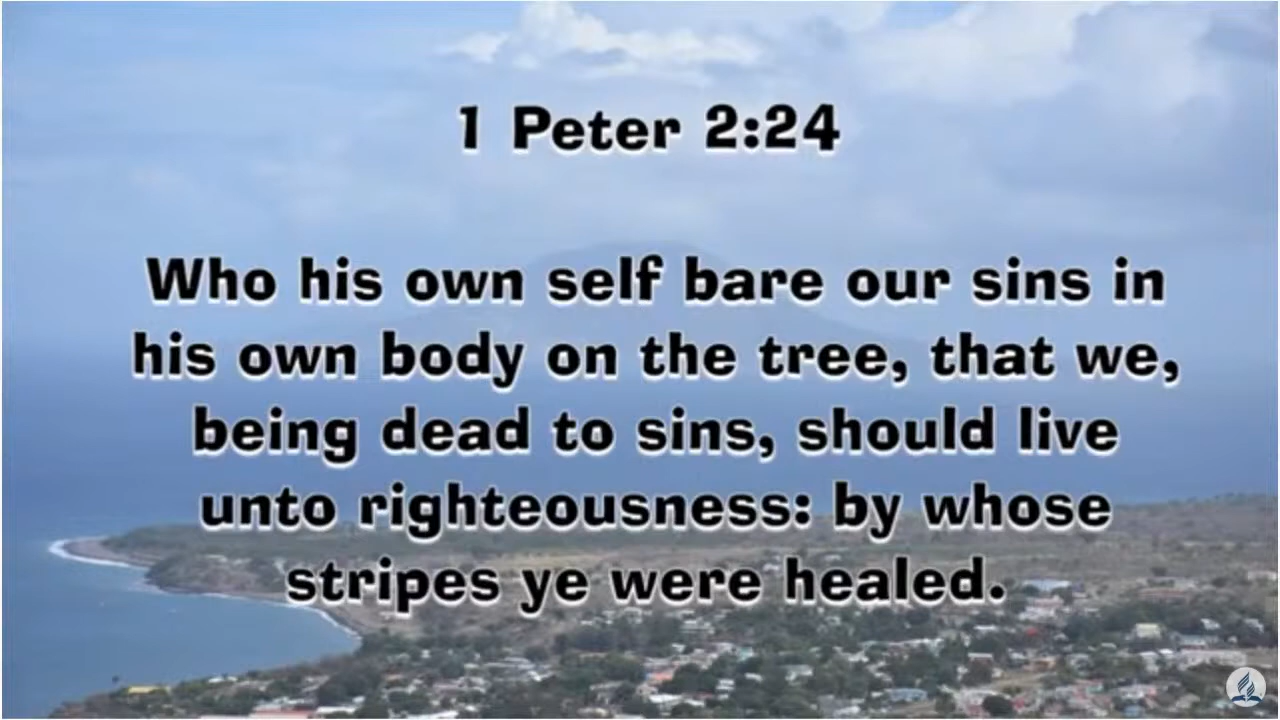 1 Peter 2:24
Who his own self bare our sins in
his own body on the tree, that we,
being dead to sins, should live
unto righteousness: by whose
stripes ye were healed.